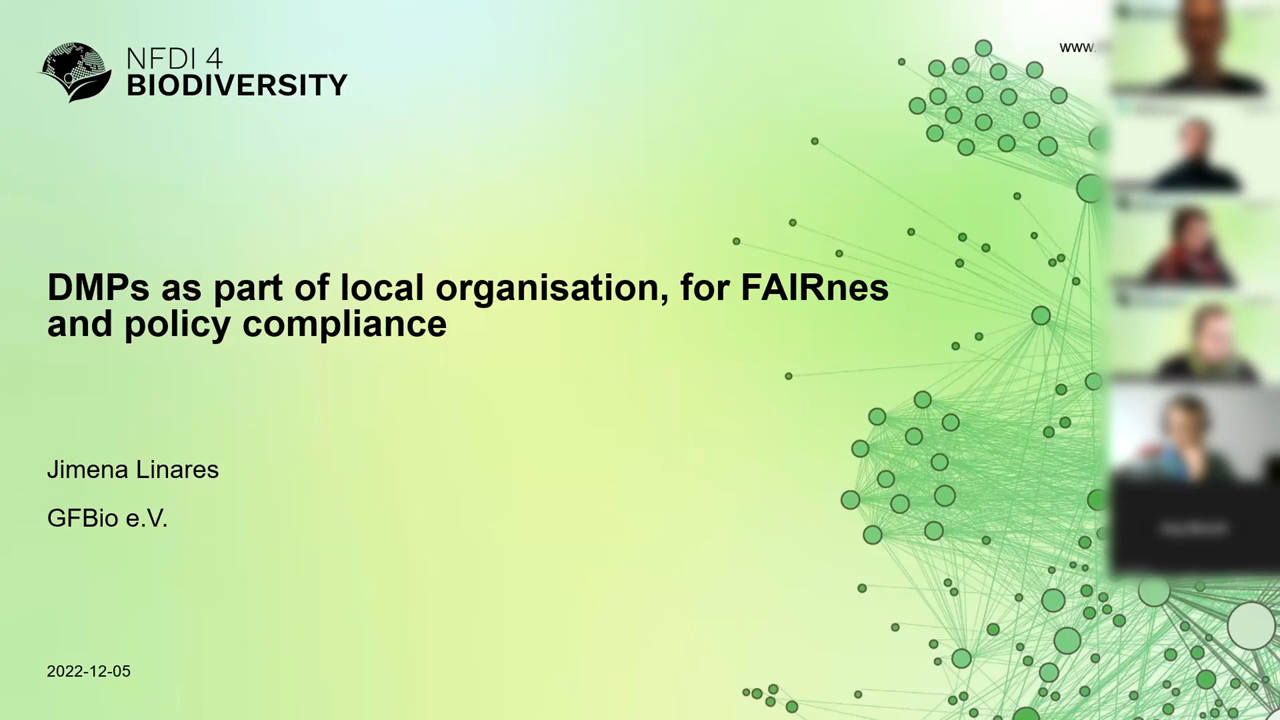 NFDI 4
BIODIVERSITY
www.
DMPs as part of local organisation, for FAIRnes
and policy compliance
Jimena Linares
GFBio e.V.
2022-12-05